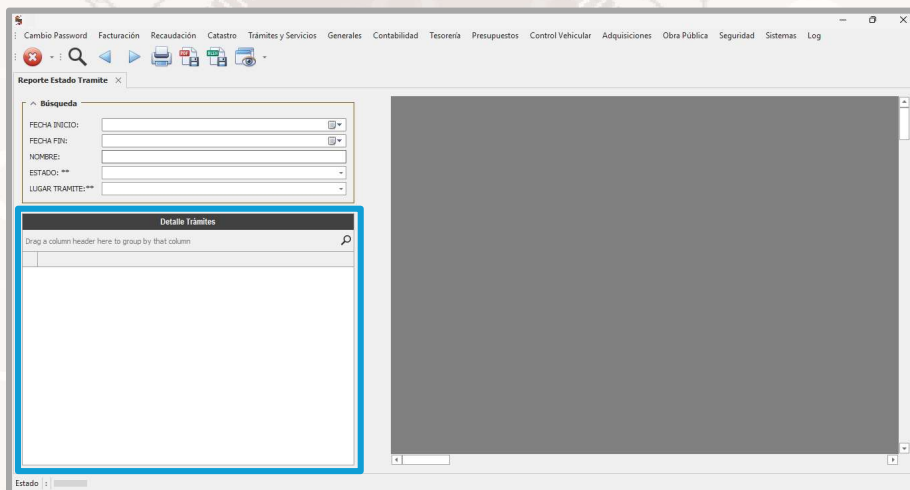 Cambio Password Facturación Recaudación Catastro Trámites y Servicios Generales Contabilidad Tesorería Presupuestos Control Vehicular Adquisiciones Obra Pública Seguridad Sistemas Log
PDF XLSX
Reporte Estado Tramite
Búsqueda
FECHA INICIO:
FECHA FIN:
NOMBRE:
ESTADO: **
LUGAR TRAMITE:**
Detalle Trámites
Drag a column header here to group by that column
Estado :